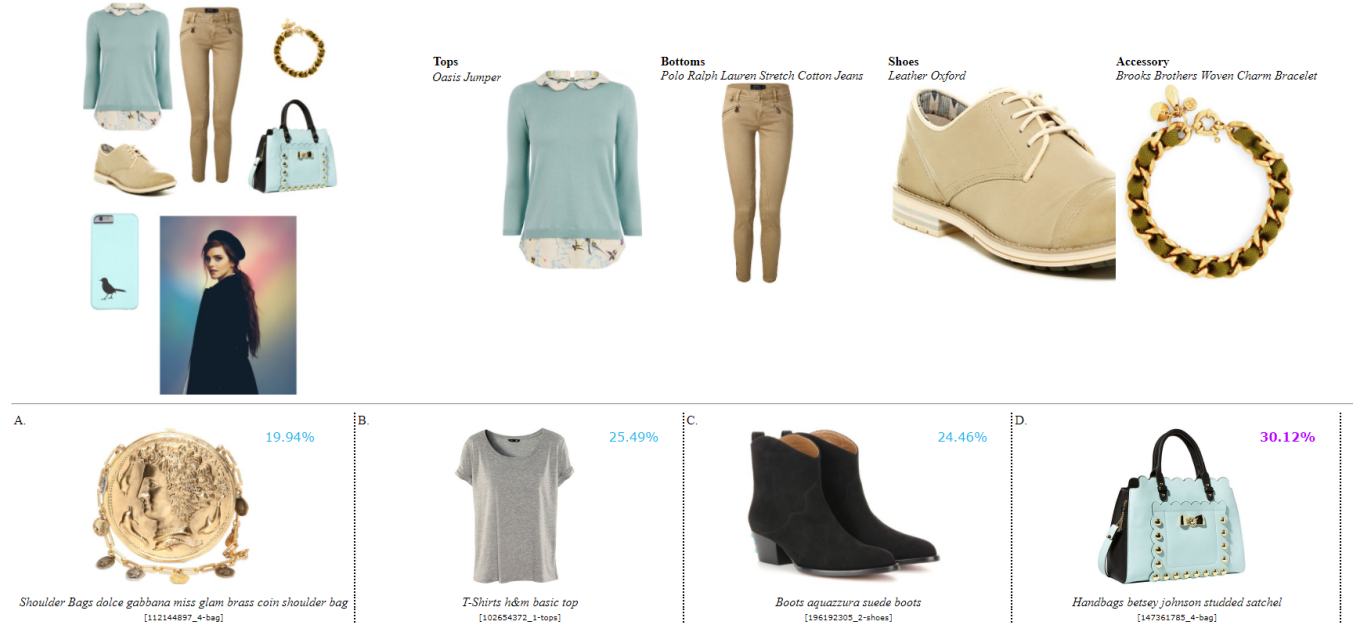 Tops
Oasis Jumper
Bottoms
Polo Ralph Lauren Stretch Cotton Jeans
Shoes
Leather Oxford
Accessory
Brooks Brothers Woven Charm Bracelet
A.
19.94%
Shoulder Bags dolce gabbana miss glam brass coin shoulder bag
[112144897_4-bag]
B.
25.49%
T-Shirts h&m basic top
[102654372_1-tops]
C.
24.46%
Boots aquazzura suede boots
[196192305_2-shoes]
D.
30.12%
Handbags betsey johnson studded satchel
[147361785_4-bag]